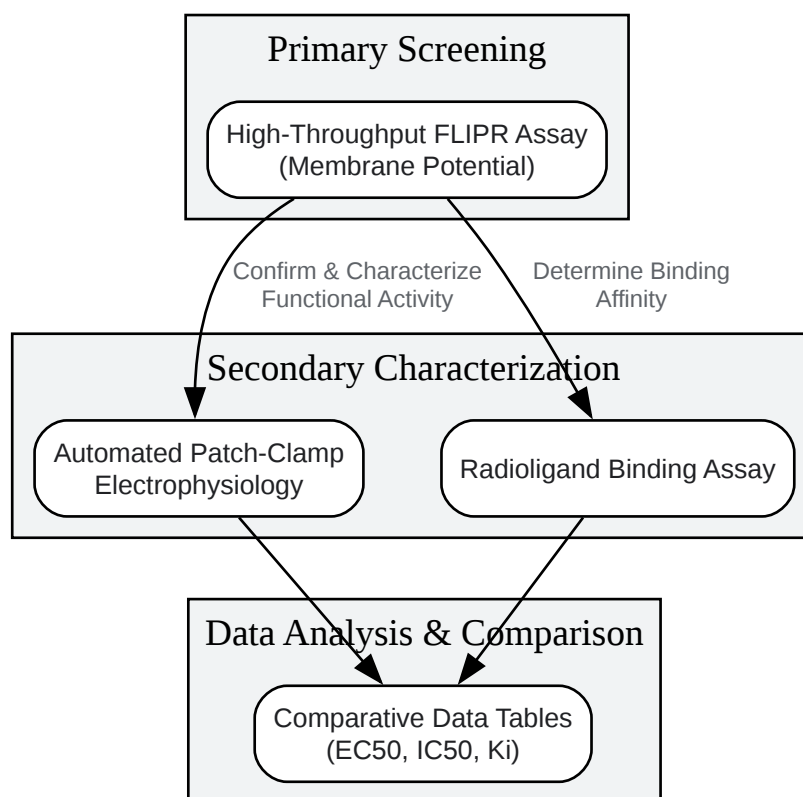 Primary Screening
High-Throughput FLIPR Assay
(Membrane Potential)
Confirm & Characterize
Functional Activity
Determine Binding
Affinity
Secondary Characterization
Automated Patch-Clamp
Electrophysiology
Radioligand Binding Assay
Data Analysis & Comparison
Comparative Data Tables
(EC50, IC50, Ki)